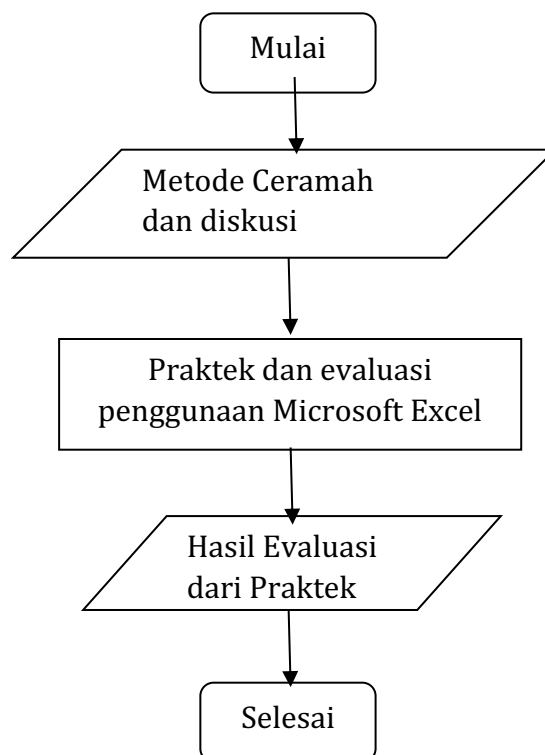 Mulai
Metode Ceramah
dan diskusi
Praktek dan evaluasi
penggunaan Microsoft Excel
Hasil Evaluasi
dari Praktek
Selesai